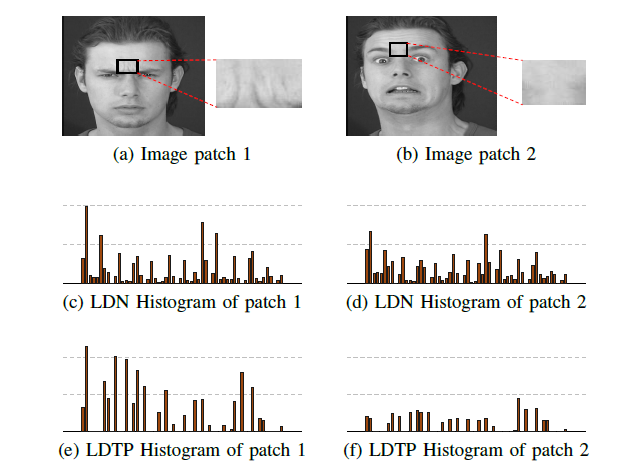 (a) Image patch 1
(b) Image patch 2
(c) LDN Histogram of patch 1
(d) LDN Histogram of patch 2
(e) LDTP Histogram of patch 1
(f) LDTP Histogram of patch 2